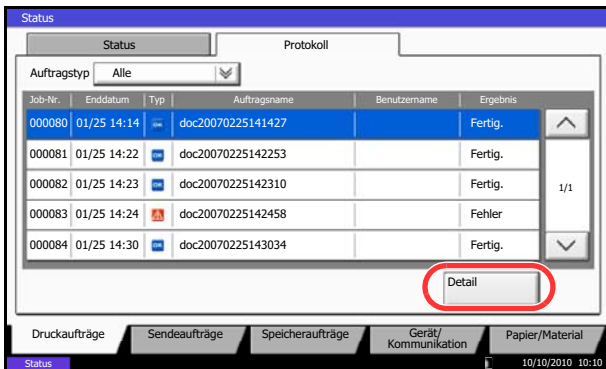 Status
Status Protokoll
Auftragstyp Alle
Job-Nr. Enddatum Typ Auftragsname Benutzername Ergebnis
000080 01/25 14:14 doc20070225141427 Fertig.
000081 01/25 14:22 OK doc20070225142253 Fertig.
000082 01/25 14:23 OK doc20070225142310 Fertig.
1/1
000083 01/25 14:24 doc20070225142458 Fehler
000084 01/25 14:30 OK doc20070225143034 Fertig.
Detail
Druckaufträge Sendeaufträge Speicheraufträge Gerät/ Kommunikation Papier/Material
Status 10/10/2010 10:10